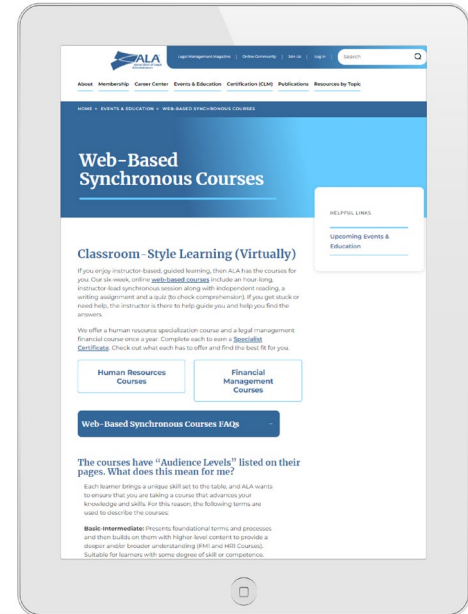 ALA
Association of Legal
Administrators
Legal Management Magazine | Online Community | Join Us | Log In | Search
About Membership Career Center Events & Education Certification (CLM) Publications Resources by Topic
HOME » EVENTS & EDUCATION » WEB-BASED SYNCHRONOUS COURSES
Web-Based
Synchronous Courses
HELPFUL LINKS
Upcoming Events &
Education
Classroom-Style Learning (Virtually)
If you enjoy instructor-based, guided learning, then ALA has the courses for
you. Our six-week, online web-based courses include an hour-long,
instructor-lead synchronous session along with independent reading, a
writing assignment and a quiz (to check comprehension). If you get stuck or
need help, the instructor is there to help guide you and help you find the
answers.
We offer a human resource specialization course and a legal management
financial course once a year. Complete each to earn a Specialist
Certificate. Check out what each has to offer and find the best fit for you.
Human Resources
Courses
Financial
Management
Courses
Web-Based Synchronous Courses FAQs
The courses have “Audience Levels” listed on their
pages. What does this mean for me?
Each learner brings a unique skill set to the table, and ALA wants
to ensure that you are taking a course that advances your
knowledge and skills. For this reason, the following terms are
used to describe the courses:
Basic-Intermediate: Presents foundational terms and processes
and then builds on them with higher-level content to provide a
deeper and/or broader understanding (FM1 and HR1 Courses).
Suitable for learners with some degree of skill or competence.